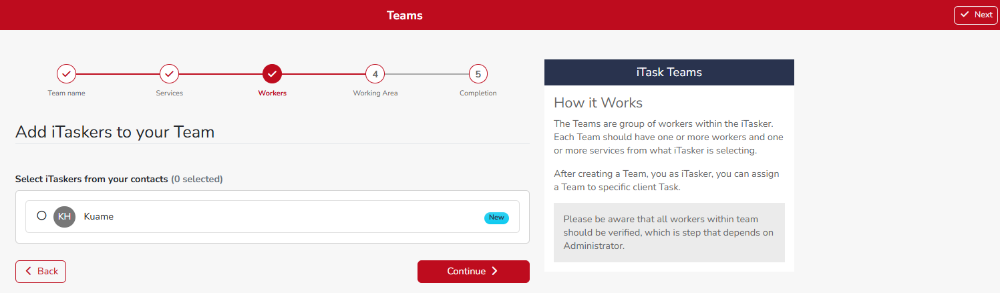 Teams
Next
4
5
Team name
Services
Workers
Working Area
Completion
Add iTaskers to your Team
Select iTaskers from your contacts (0 selected)
KH
Kuame
New
Back
Continue
iTask Teams
How it Works
The Teams are group of workers within the iTasker.
Each Team should have one or more workers and one
or more services from what iTasker is selecting.
After creating a Team, you as iTasker, you can assign
a Team to specific client Task.
Please be aware that all workers within team
should be verified, which is step that depends on
Administrator.